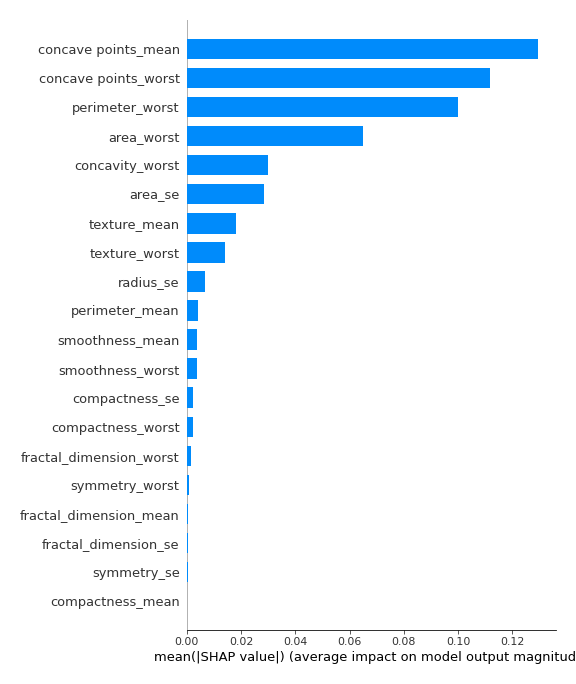 concave points_mean
concave points_worst
perimeter_worst
area_worst
concavity_worst
area_se
texture_mean
texture_worst
radius_se
perimeter_mean
smoothness_mean
smoothness_worst
compactness_se
compactness_worst
fractal_dimension_worst
symmetry_worst
fractal_dimension_mean
fractal_dimension_se
symmetry_se
compactness_mean
0.00 0.02 0.04 0.06 0.08 0.10 0.12
mean(|SHAP value|) (average impact on model output magnitud